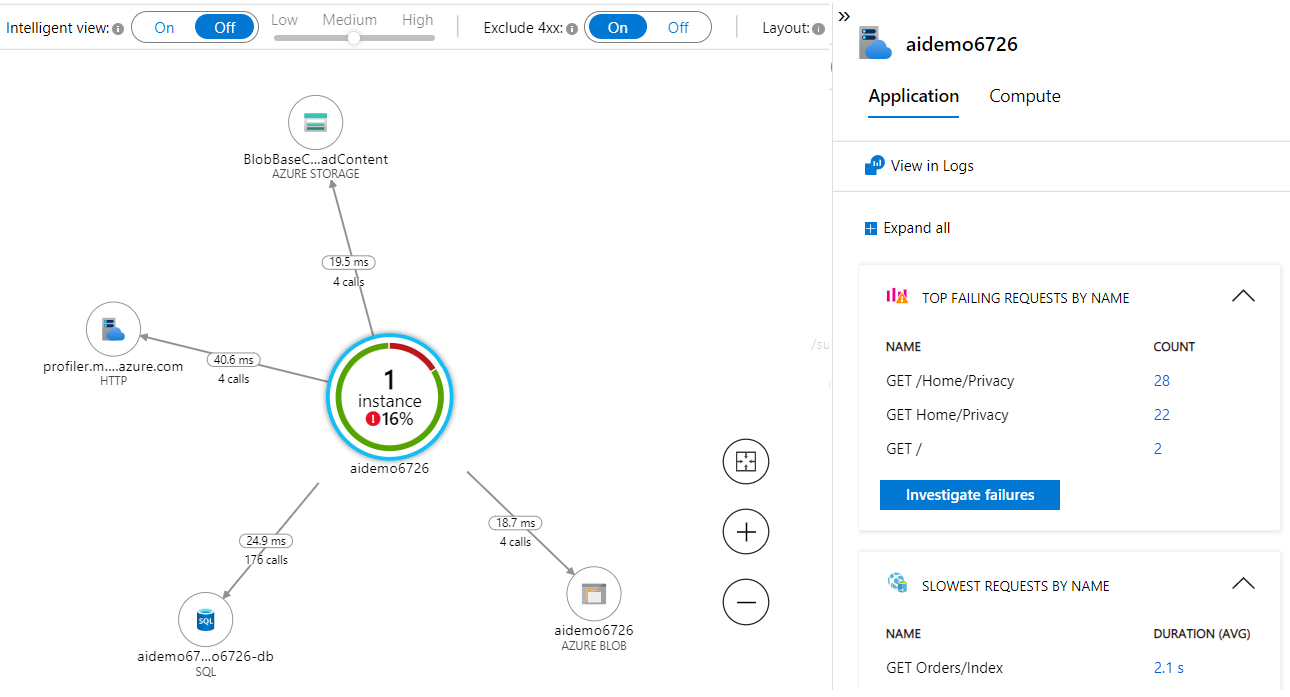 Intelligent view: On Off Low Medium High Exclude 4xx: On Off Layout:
BlobBaseC...adContent
AZURE STORAGE
19.5 ms
4 calls
profiler.m....azure.com
HTTP
40.6 ms
4 calls
1
instance
16%
aidemo6726
24.9 ms
176 calls
aidemo67...o6726-db
SQL
SQL
18.7 ms
4 calls
aidemo6726
AZURE BLOB
/su
»
aidemo6726
Application Compute
View in Logs
Expand all
TOP FAILING REQUESTS BY NAME
NAME COUNT
GET /Home/Privacy 28
GET Home/Privacy 22
GET / 2
Investigate failures
SLOWEST REQUESTS BY NAME
NAME DURATION (AVG)
GET Orders/Index 2.1 s